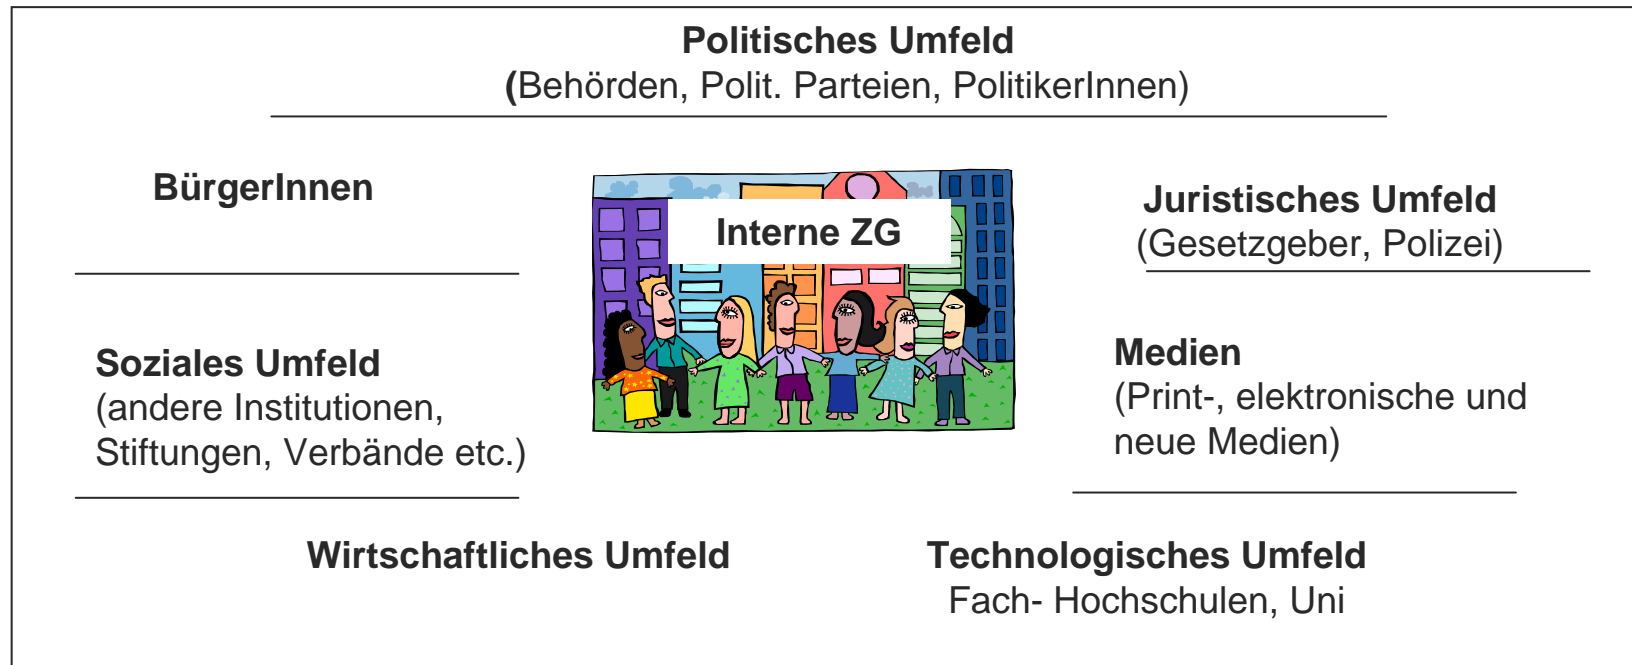 Politisches Umfeld
(Behörden, Polit. Parteien, PolitikerInnen)
BürgerInnen
Interne ZG
Juristisches Umfeld
(Gesetzgeber, Polizei)
Soziales Umfeld
(andere Institutionen,
Stiftungen, Verbände etc.)
Medien
(Print-, elektronische und
neue Medien)
Wirtschaftliches Umfeld
Technologisches Umfeld
Fach- Hochschulen, Uni